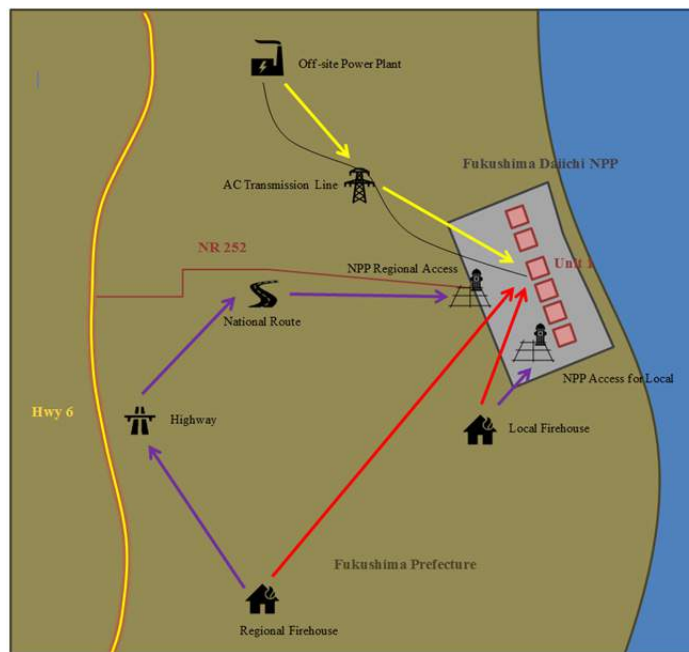 Off-site Power Plant
Fukushima Daiichi NPP
AC Transmission Line
NR 252
Unit 1
NPP Regional Access
National Route
NPP Access for Local
Hwy 6
Highway
Local Firehouse
Fukushima Prefecture
Regional Firehouse